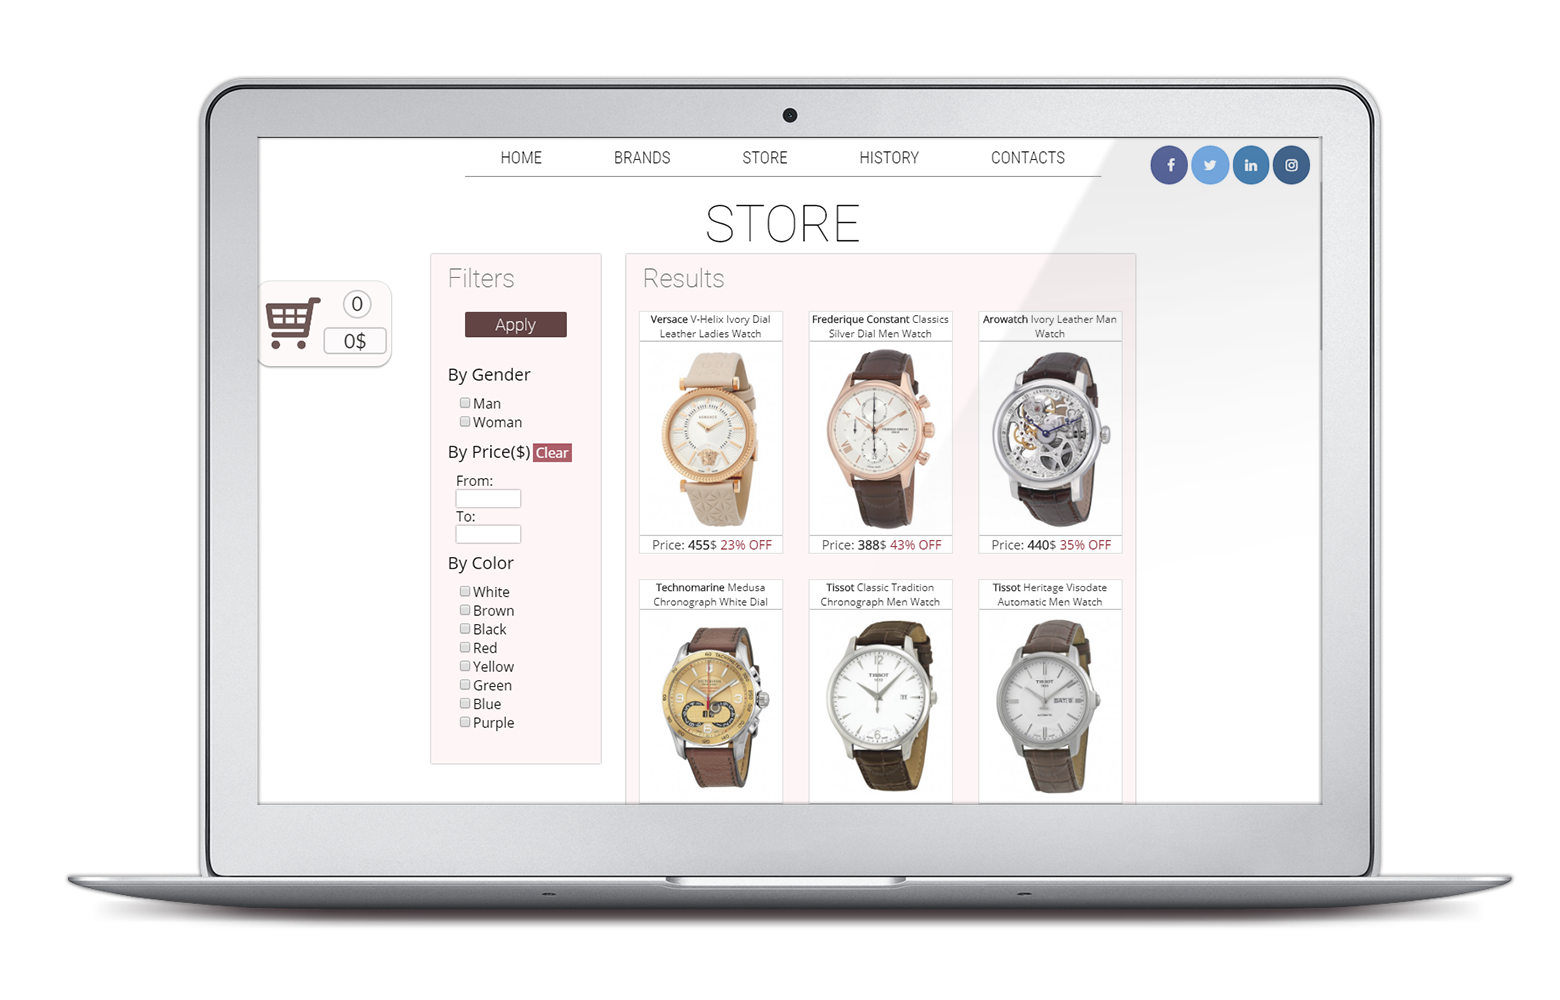 HOME BRANDS STORE HISTORY CONTACTS
STORE
0
0$
Filters
Apply
By Gender
Man
Woman
By Price($) Clear
From:
To:
By Color
White
Brown
Black
Red
Yellow
Green
Blue
Purple
Results
Versace V-Helix Ivory Dial
Leather Ladies Watch
Price: 455$ 23% OFF
Frederique Constant Classics
Silver Dial Men Watch
Price: 388$ 43% OFF
Arowatch Ivory Leather Man
Watch
Price: 440$ 35% OFF
Technomarine Medusa
Chronograph White Dial
Tissot Classic Tradition
Chronograph Men Watch
TISSOT
Tissot Heritage Visodate
Automatic Men Watch
TISSOT